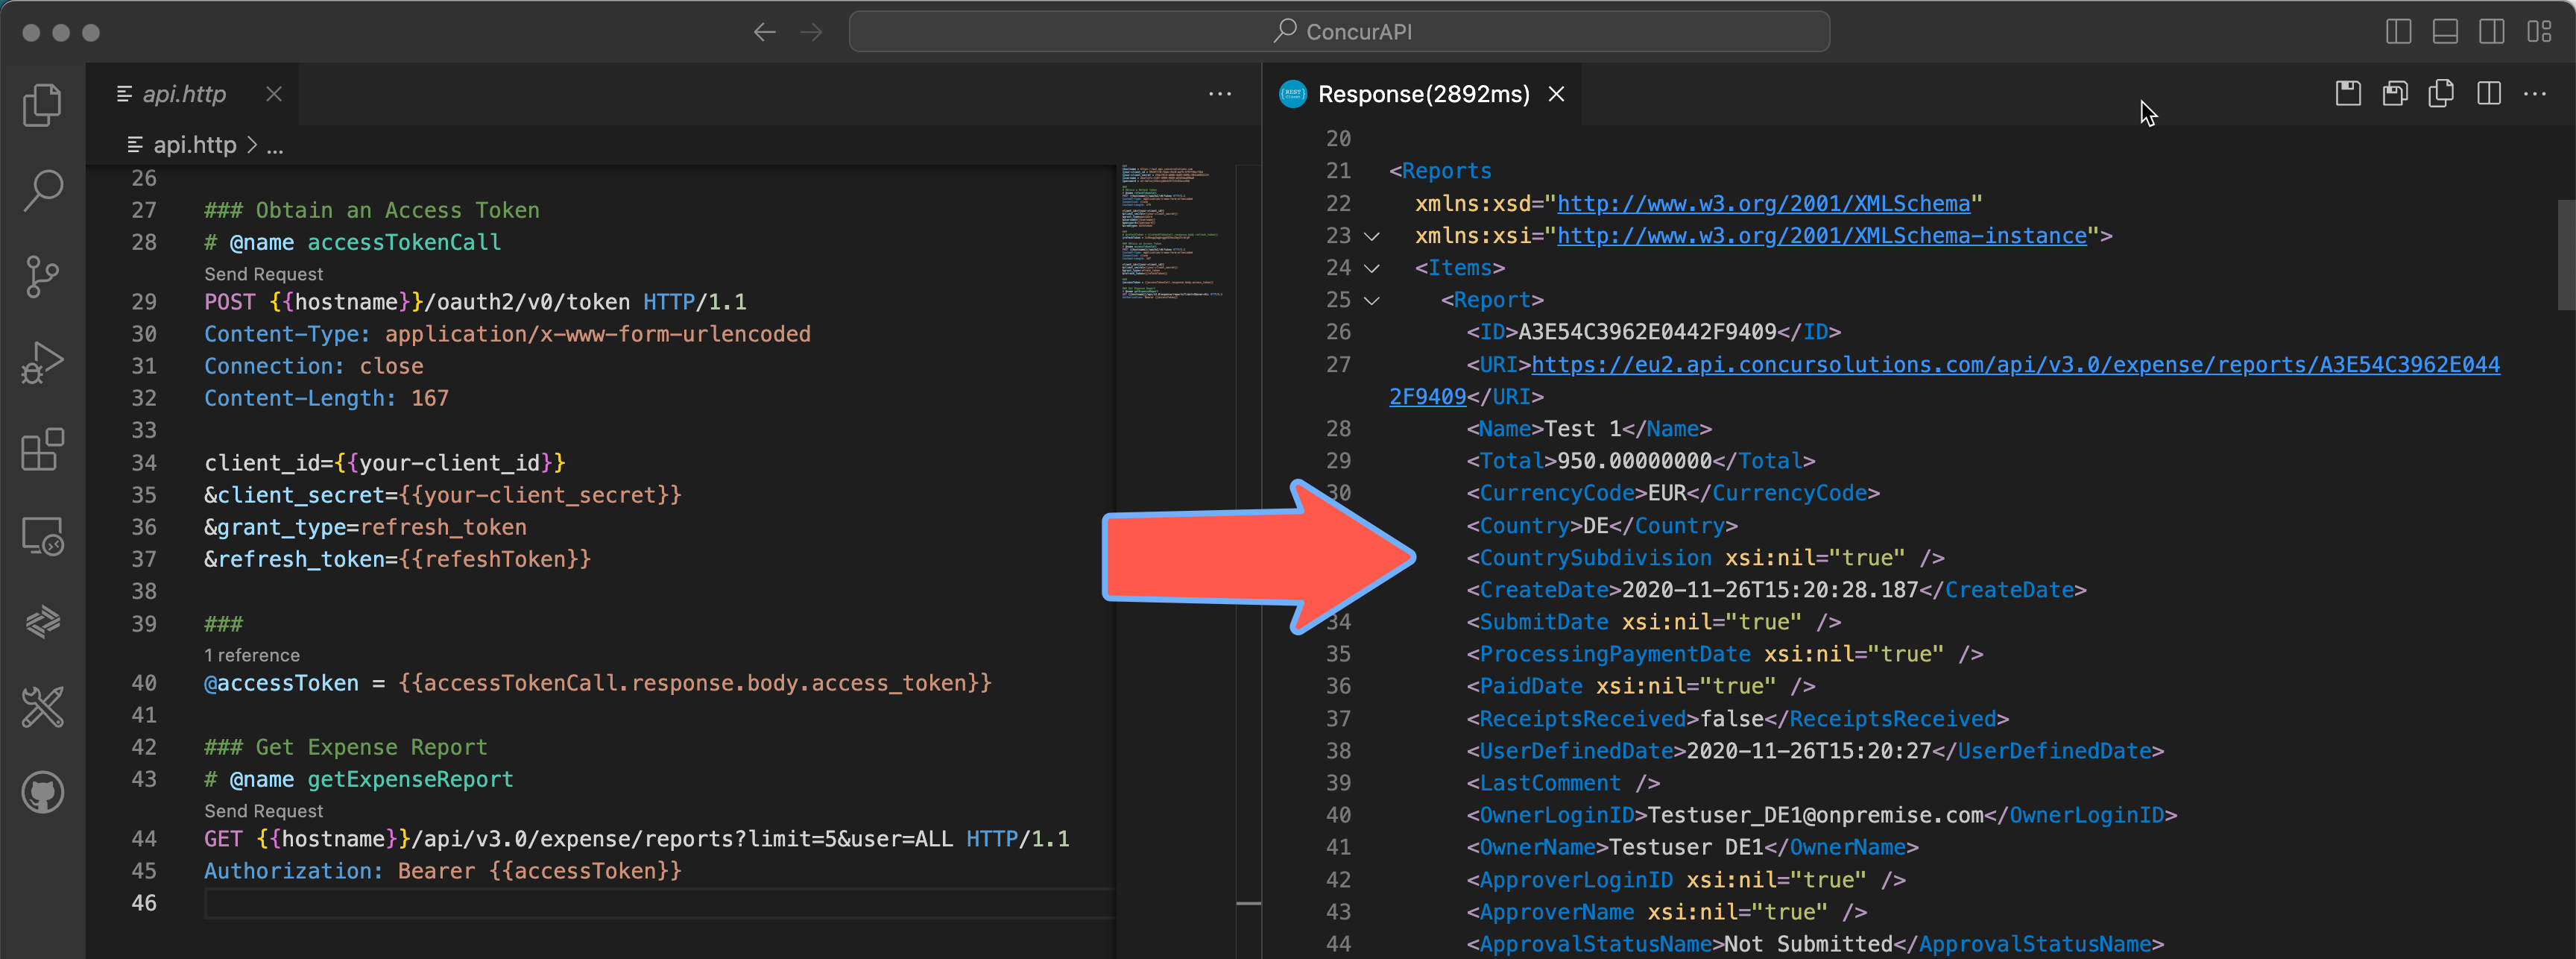 ConcurAPI
api.http
api.http > ...
26
27 ### Obtain an Access Token
28 # @name accessTokenCall
Send Request
29 POST {{hostname}}/oauth2/v0/token HTTP/1.1
30 Content-Type: application/x-www-form-urlencoded
31 Connection: close
32 Content-Length: 167
33
34 client_id={{your-client_id}}
35 &client_secret={{your-client_secret}}
36 &grant_type=refresh_token
37 &refresh_token={{refeshToken}}
38
39 ###
1 reference
40 @accessToken = {{accessTokenCall.response.body.access_token}}
41
42 ### Get Expense Report
43 # @name getExpenseReport
Send Request
44 GET {{hostname}}/api/v3.0/expense/reports?limit=5&user=ALL HTTP/1.1
45 Authorization: Bearer {{accessToken}}
46
Response(2892ms)
20
21 <Reports
22 xmlns:xsd="http://www.w3.org/2001/XMLSchema"
23 xmlns:xsi="http://www.w3.org/2001/XMLSchema-instance">
24 <Items>
25 <Report>
26 <ID>A3E54C3962E0442F9409</ID>
27 <URI>https://eu2.api.concursolutions.com/api/v3.0/expense/reports/A3E54C3962E044
2F9409</URI>
28 <Name>Test 1</Name>
29 <Total>950.00000000</Total>
30 <CurrencyCode>EUR</CurrencyCode>
<Country>DE</Country>
<CountrySubdivision xsi:nil="true" />
<CreateDate>2020-11-26T15:20:28.187</CreateDate>
34 <SubmitDate xsi:nil="true" />
35 <ProcessingPaymentDate xsi:nil="true" />
36 <PaidDate xsi:nil="true" />
37 <ReceiptsReceived>false</ReceiptsReceived>
38 <UserDefinedDate>2020-11-26T15:20:27</UserDefinedDate>
39 <LastComment />
40 <OwnerLoginID>Testuser_DE1@onpremise.com</OwnerLoginID>
41 <OwnerName>Testuser DE1</OwnerName>
42 <ApproverLoginID xsi:nil="true" />
43 <ApproverName xsi:nil="true" />
44 <ApprovalStatusName>Not Submitted</ApprovalStatusName>